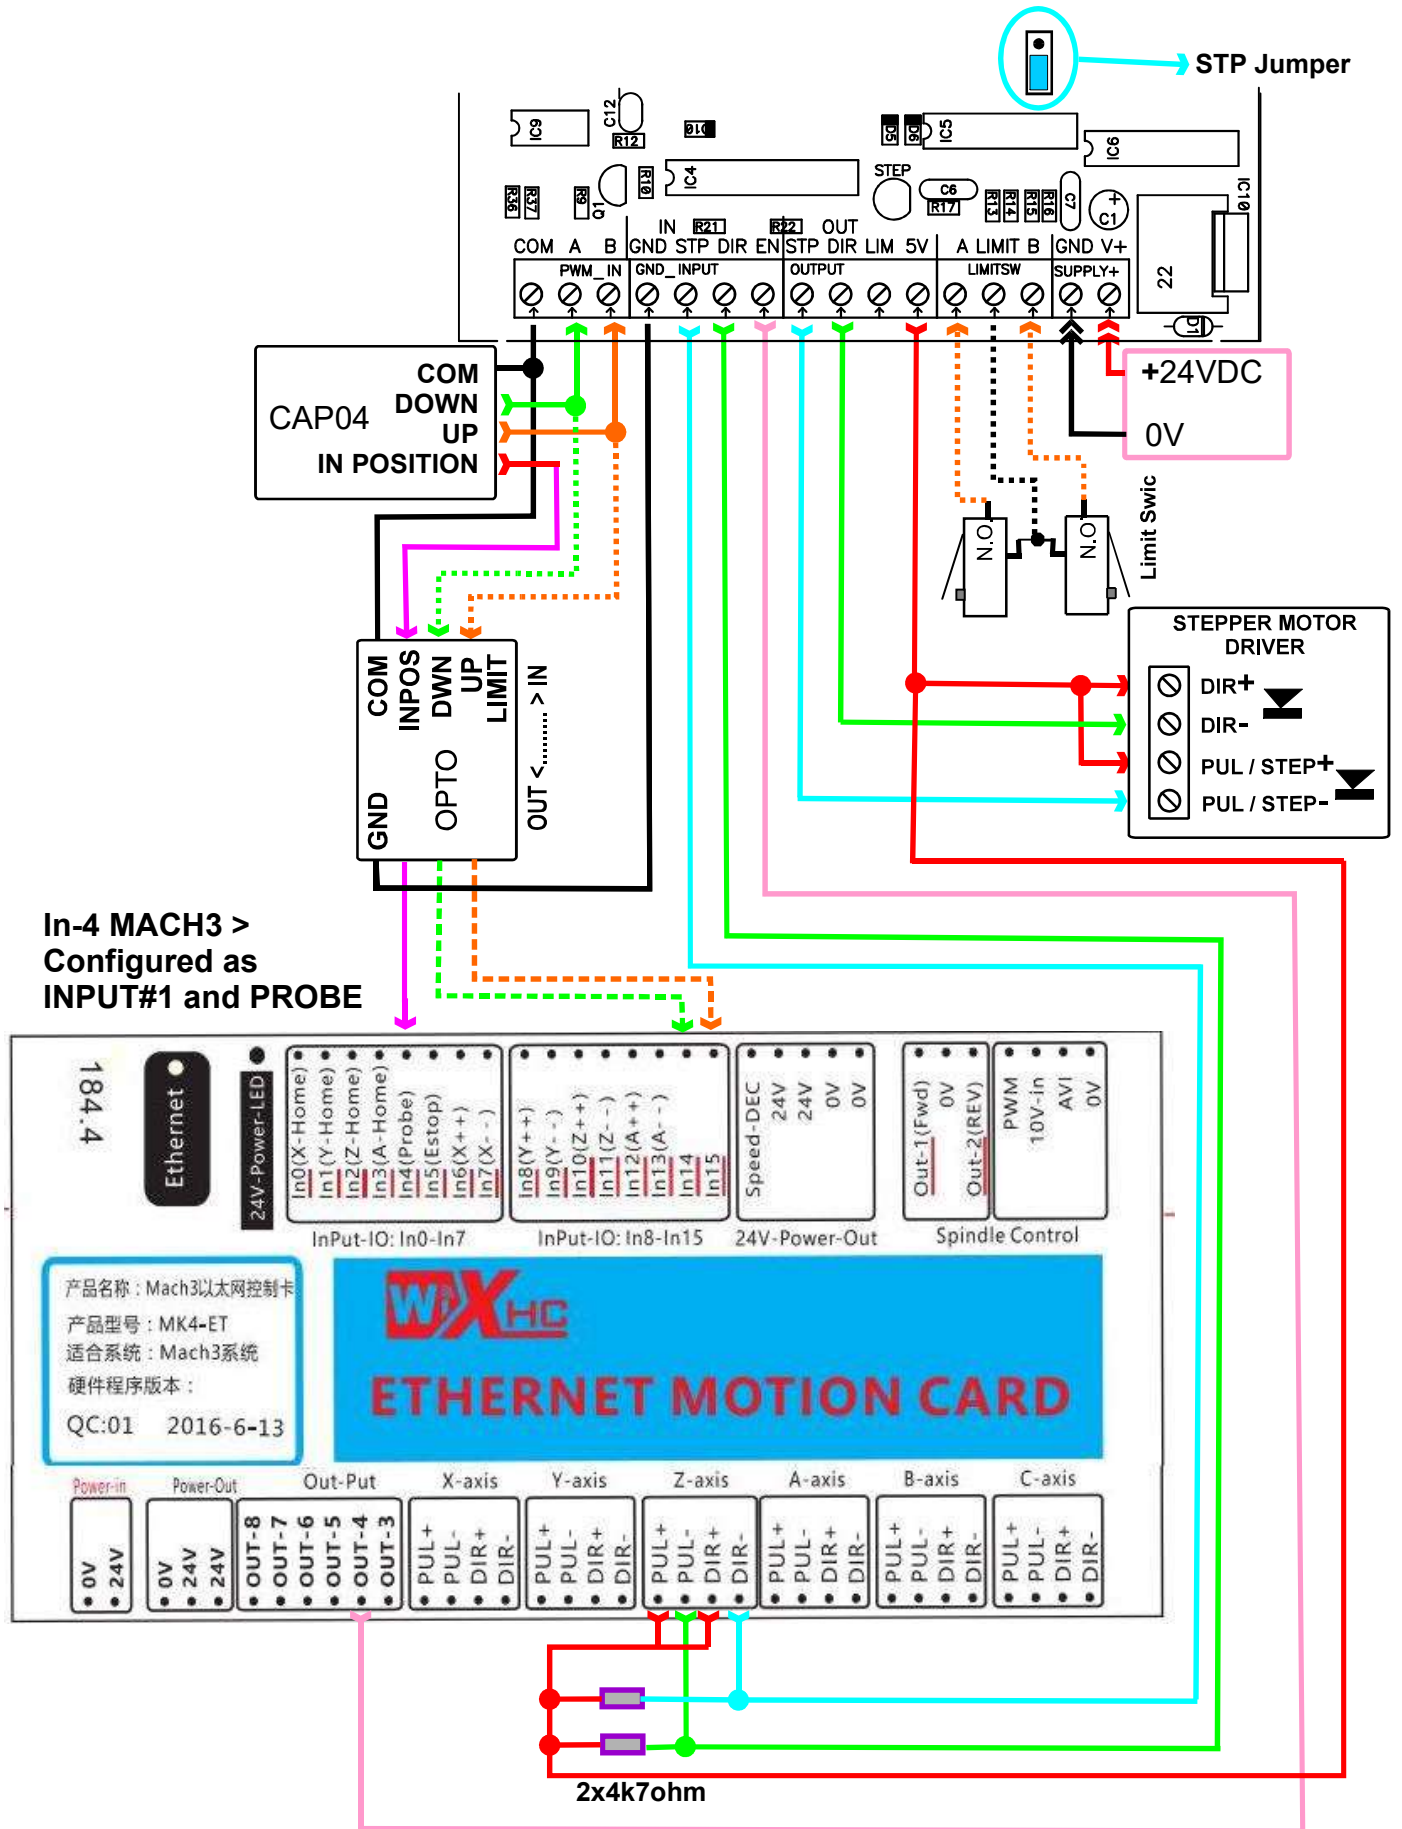 STP Jumper
IC9
C12
R12
D10
D5
D6
IC5
IC6
R36
R37
R9
Q1
R10
IC4
STEP
C6
R17
R13
R14
R15
R16
C7
C1
+
IC10
IN
R21
R22
OUT
COM A B GND STP DIR EN STP DIR LIM 5V A LIMIT B GND V+
PWM_IN
GND_INPUT
OUTPUT
LIMITSW
SUPPLY+
22
D1
CAP04
COM
DOWN
UP
IN POSITION
+24VDC
0V
N.O.
N.O.
Limit Swic
STEPPER MOTOR
DRIVER
DIR+
DIR-
PUL / STEP+
PUL / STEP-
COM
INPOS
DWN
UP
LIMIT
GND
OPTO
OUT <........> IN
In-4 MACH3 >
Configured as
INPUT#1 and PROBE
184.4
Ethernet
24V-Power-LED
In0(X-Home)
In1(Y-Home)
In2(Z-Home)
In3(A-Home)
In4(Probe)
In5(Estop)
In6(X++)
In7(X--)
In8(Y++)
In9(Y--)
In10(Z++)
In11(Z--)
In12(A++)
In13(A--)
In14
In15
Speed-DEC
24V
24V
0V
0V
Out-1(Fwd)
0V
Out-2(REV)
PWM
10V-in
AVI
0V
InPut-IO: In0-In7
InPut-IO: In8-In15
24V-Power-Out
Spindle Control
产品名称：Mach3以太网控制卡
产品型号：MK4-ET
适合系统：Mach3系统
硬件程序版本：
QC:01 2016-6-13
WiXHC
ETHERNET MOTION CARD
Power-in
Power-Out
Out-Put
X-axis
Y-axis
Z-axis
A-axis
B-axis
C-axis
0V
24V
0V
24V
24V
OUT-8
OUT-7
OUT-6
OUT-5
OUT-4
OUT-3
PUL+
PUL-
DIR+
DIR-
PUL+
PUL-
DIR+
DIR-
PUL+
PUL-
DIR+
DIR-
PUL+
PUL-
DIR+
DIR-
PUL+
PUL-
DIR+
DIR-
PUL+
PUL-
DIR+
DIR-
2x4k7ohm